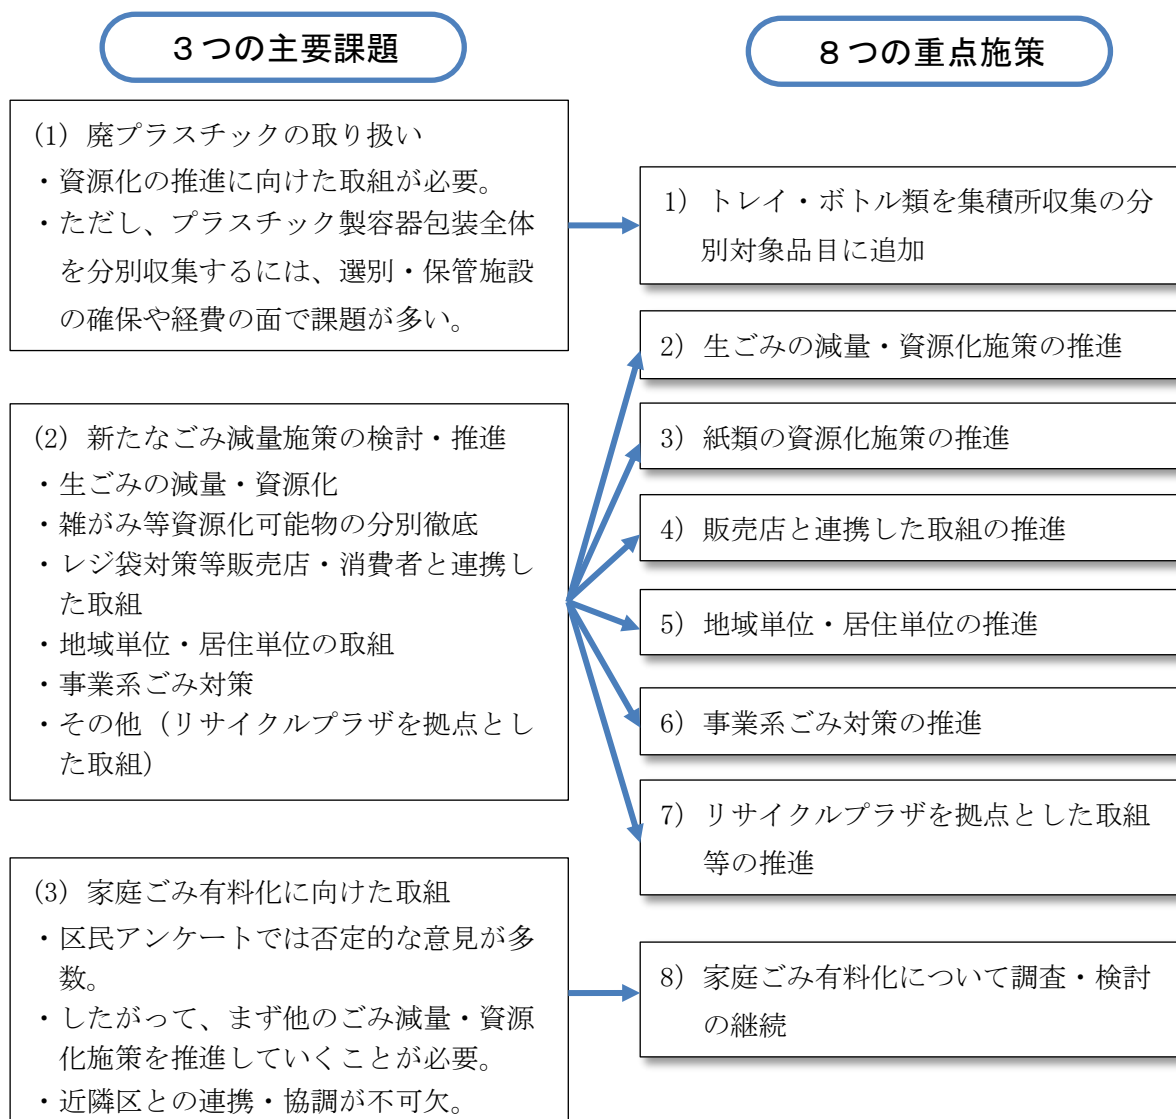 ３つの主要課題
８つの重点施策
(1) 廃プラスチックの取り扱い
・資源化の推進に向けた取組が必要。
・ただし、プラスチック製容器包装全体
を分別収集するには、選別・保管施設
の確保や経費の面で課題が多い。
(2) 新たなごみ減量施策の検討・推進
・生ごみの減量・資源化
・雑がみ等資源化可能物の分別徹底
・レジ袋対策等販売店・消費者と連携し
た取組
・地域単位・居住単位の取組
・事業系ごみ対策
・その他（リサイクルプラザを拠点とし
た取組）
(3) 家庭ごみ有料化に向けた取組
・区民アンケートでは否定的な意見が多
数。
・したがって、まず他のごみ減量・資源
化施策を推進していくことが必要。
・近隣区との連携・協調が不可欠。
1) トレイ・ボトル類を集積所収集の分
別対象品目に追加
2) 生ごみの減量・資源化施策の推進
3) 紙類の資源化施策の推進
4) 販売店と連携した取組の推進
5) 地域単位・居住単位の推進
6) 事業系ごみ対策の推進
7) リサイクルプラザを拠点とした取組
等の推進
8) 家庭ごみ有料化について調査・検討
の継続